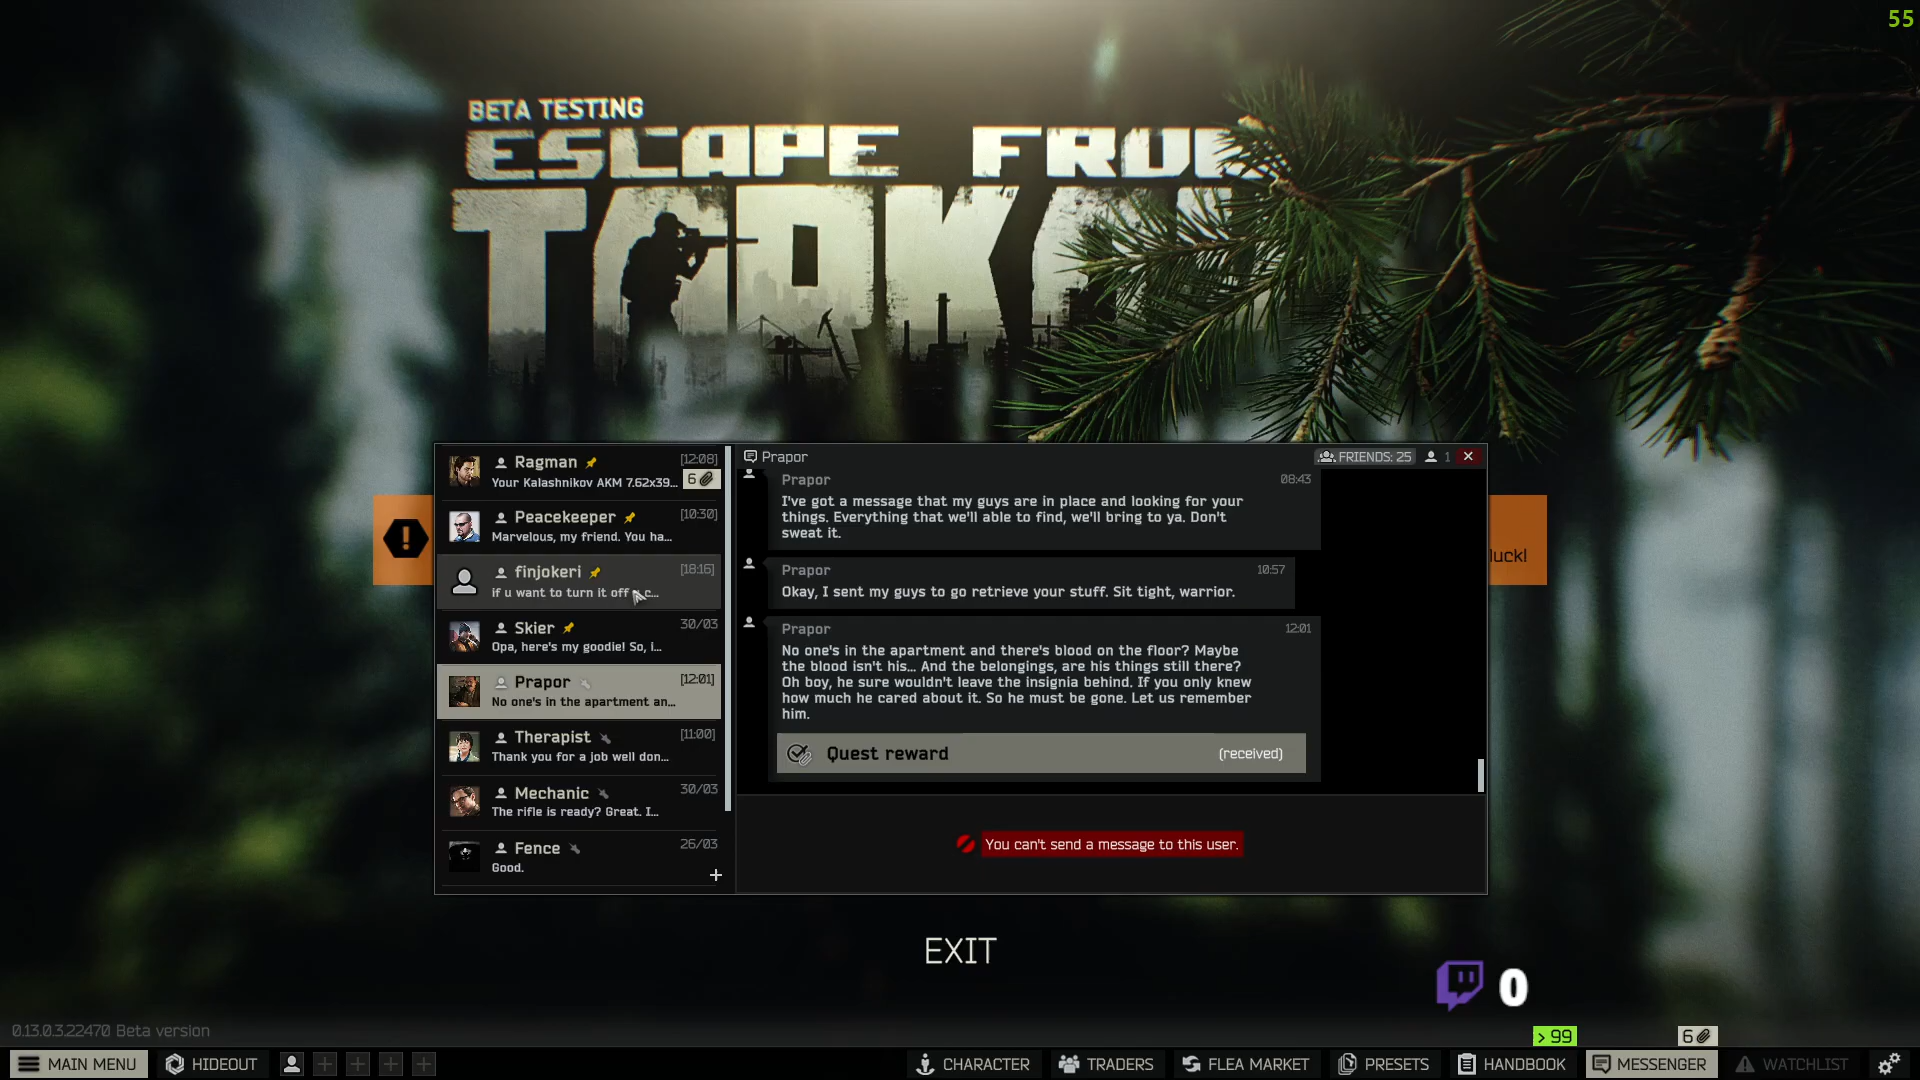 55
BETA TESTING
ESCAPE FROM
TARKOV
Ragman [12:08]
Your Kalashnikov AKM 7.62x39... 6
Peacekeeper [10:30]
Marvelous, my friend. You ha...
finjokeri [18:16]
if u want to turn it off
Skier 30/03
Opa, here's my goodie! So, i...
Prapor [12:01]
No one's in the apartment an...
Therapist [11:00]
Thank you for a job well don...
Mechanic 30/03
The rifle is ready? Great. I...
Fence 26/03
Good.
+
Prapor FRIENDS: 25 1
Prapor 08:43
I've got a message that my guys are in place and looking for your
things. Everything that we'll able to find, we'll bring to ya. Don't
sweat it.
Prapor 10:57
Okay, I sent my guys to go retrieve your stuff. Sit tight, warrior.
Prapor 12:01
No one's in the apartment and there's blood on the floor? Maybe
the blood isn't his... And the belongings, are his things still there?
Oh boy, he sure wouldn't leave the insignia behind. If you only knew
how much he cared about it. So he must be gone. Let us remember
him.
Quest reward (received)
You can't send a message to this user.
luck!
EXIT
0
0.13.0.3.22470 Beta version
>99 6
MAIN MENU HIDEOUT CHARACTER TRADERS FLEA MARKET PRESETS HANDBOOK MESSENGER WATCHLIST